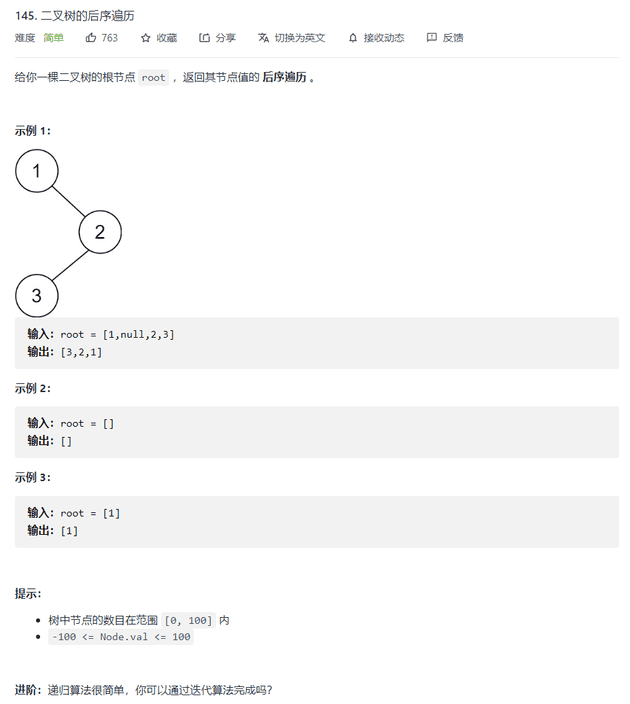 145. 二叉树的后序遍历
难度 简单 763 收藏 分享 切换为英文 接收动态 反馈
给你一棵二叉树的根节点 root ，返回其节点值的 后序遍历 。
示例 1：
1
2
3
输入：root = [1,null,2,3]
输出：[3,2,1]
示例 2：
输入：root = []
输出：[]
示例 3：
输入：root = [1]
输出：[1]
提示：
树中节点的数目在范围 [0, 100] 内
-100 <= Node.val <= 100
进阶：递归算法很简单，你可以通过迭代算法完成吗？